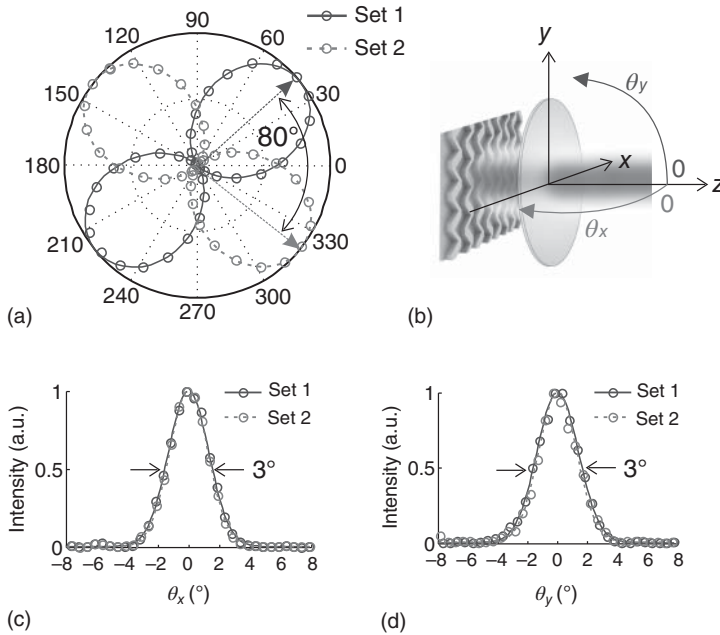 90
120
60
150
30
180
0
210
330
240
300
270
80°
Set 1
Set 2
(a)
y
x
z
θy
θx
0
0
(b)
Intensity (a.u.)
1
0.5
0
−8 −6 −4 −2 0 2 4 6 8
θx (°)
Set 1
Set 2
3°
(c)
Intensity (a.u.)
1
0.5
0
−8 −6 −4 −2 0 2 4 6 8
θy (°)
Set 1
Set 2
3°
(d)